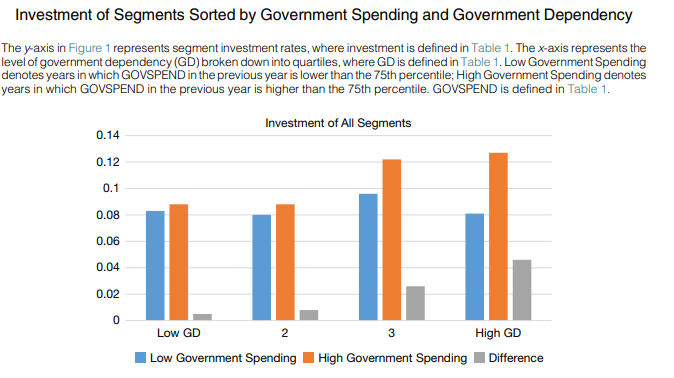 Investment of Segments Sorted by Government Spending and Government Dependency
The y-axis in Figure 1 represents segment investment rates, where investment is defined in Table 1. The x-axis represents the
level of government dependency (GD) broken down into quartiles, where GD is defined in Table 1. Low Government Spending
denotes years in which GOVSPEND in the previous year is lower than the 75th percentile; High Government Spending denotes
years in which GOVSPEND in the previous year is higher than the 75th percentile. GOVSPEND is defined in Table 1.
Investment of All Segments
0.14
0.12
0.1
0.08
0.06
0.04
0.02
0
Low GD 2 3 High GD
Low Government Spending High Government Spending Difference